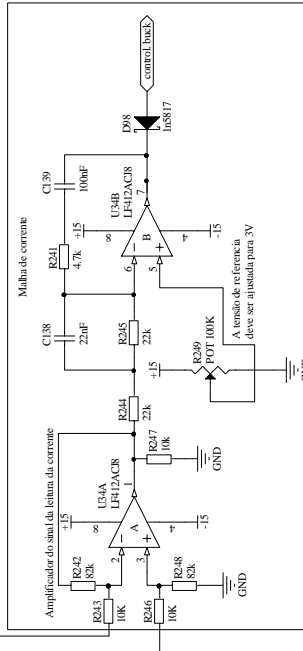 control. buck
D98
In5817
Malha de corrente
C139
100nF
R241
4.7k
C138
22nF
R245
22k
R244
22k
U34B
LF412ACI8
+15
8
6
5
7
B
4
-15
+15
R249
POT 100K
A tensão de referencia
deve ser ajustada para 3V
GND
Amplificador do sinal da leitura da corrente
U34A
LF412ACI8
+15
8
2
3
1
A
4
-15
R247
10k
GND
R242
82k
R243
10K
R246
10K
R248
82k
GND